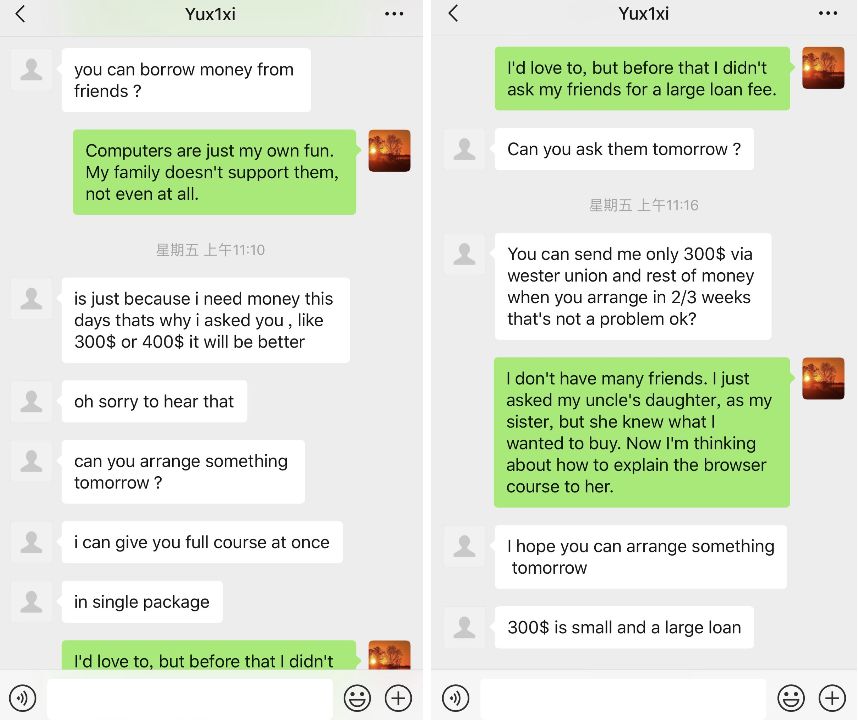 Yux1xi
you can borrow money from
friends ?
Computers are just my own fun.
My family doesn't support them,
not even at all.
星期五 上午11:10
is just because i need money this
days thats why i asked you , like
300$ or 400$ it will be better
oh sorry to hear that
can you arrange something
tomorrow ?
i can give you full course at once
in single package
I'd love to, but before that I didn't
Yux1xi
I'd love to, but before that I didn't
ask my friends for a large loan fee.
Can you ask them tomorrow ?
星期五 上午11:16
You can send me only 300$ via
wester union and rest of money
when you arrange in 2/3 weeks
that's not a problem ok?
I don't have many friends. I just
asked my uncle's daughter, as my
sister, but she knew what I
wanted to buy. Now I'm thinking
about how to explain the browser
course to her.
I hope you can arrange something
tomorrow
300$ is small and a large loan